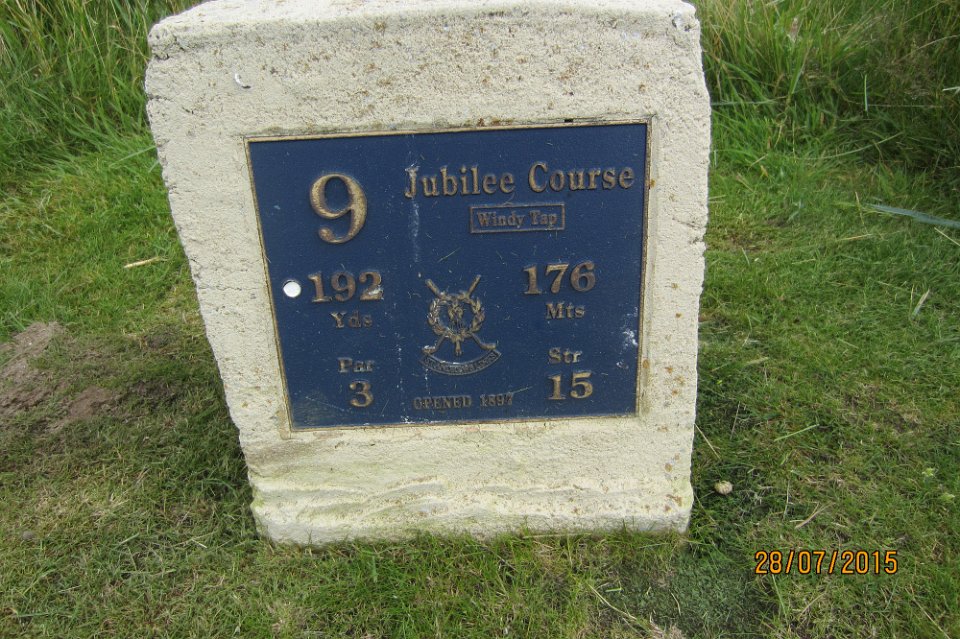 9
Jubilee Course
Windy Tap
192
Yds
176
Mts
Par
3
Str
15
OPENED 1897
28/07/2015